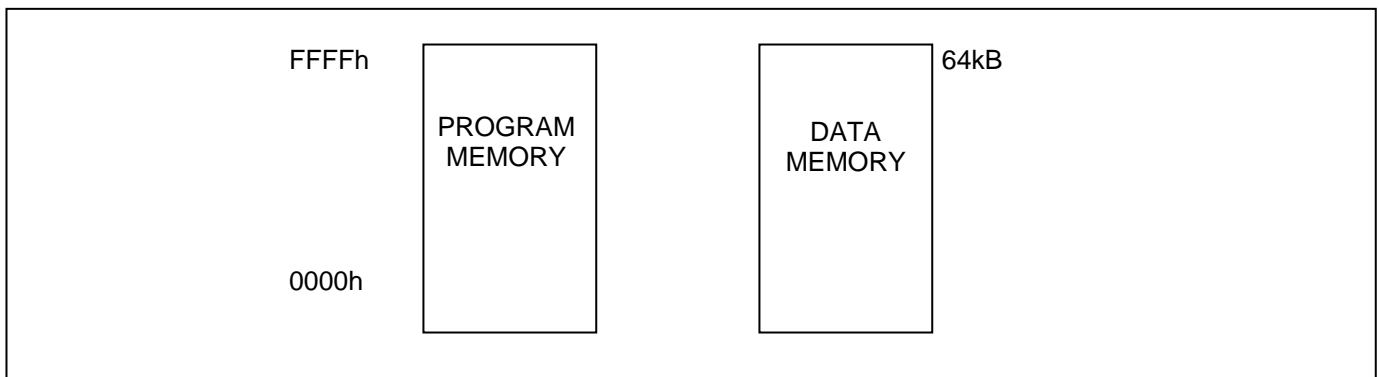 FFFFh
64kB
PROGRAM
MEMORY
DATA
MEMORY
0000h